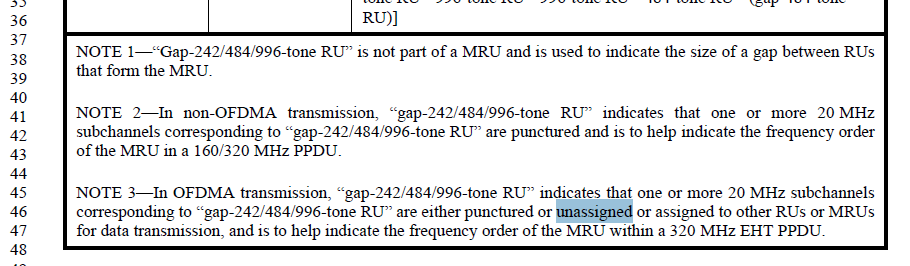 35
36 RU)]
37
38 NOTE 1—“Gap-242/484/996-tone RU” is not part of a MRU and is used to indicate the size of a gap between RUs
39 that form the MRU.
40
41 NOTE 2—In non-OFDMA transmission, “gap-242/484/996-tone RU” indicates that one or more 20 MHz
42 subchannels corresponding to “gap-242/484/996-tone RU” are punctured and is to help indicate the frequency order
43 of the MRU in a 160/320 MHz PPDU.
44
45 NOTE 3—In OFDMA transmission, “gap-242/484/996-tone RU” indicates that one or more 20 MHz subchannels
46 corresponding to “gap-242/484/996-tone RU” are either punctured or unassigned or assigned to other RUs or MRUs
47 for data transmission, and is to help indicate the frequency order of the MRU within a 320 MHz EHT PPDU.
48